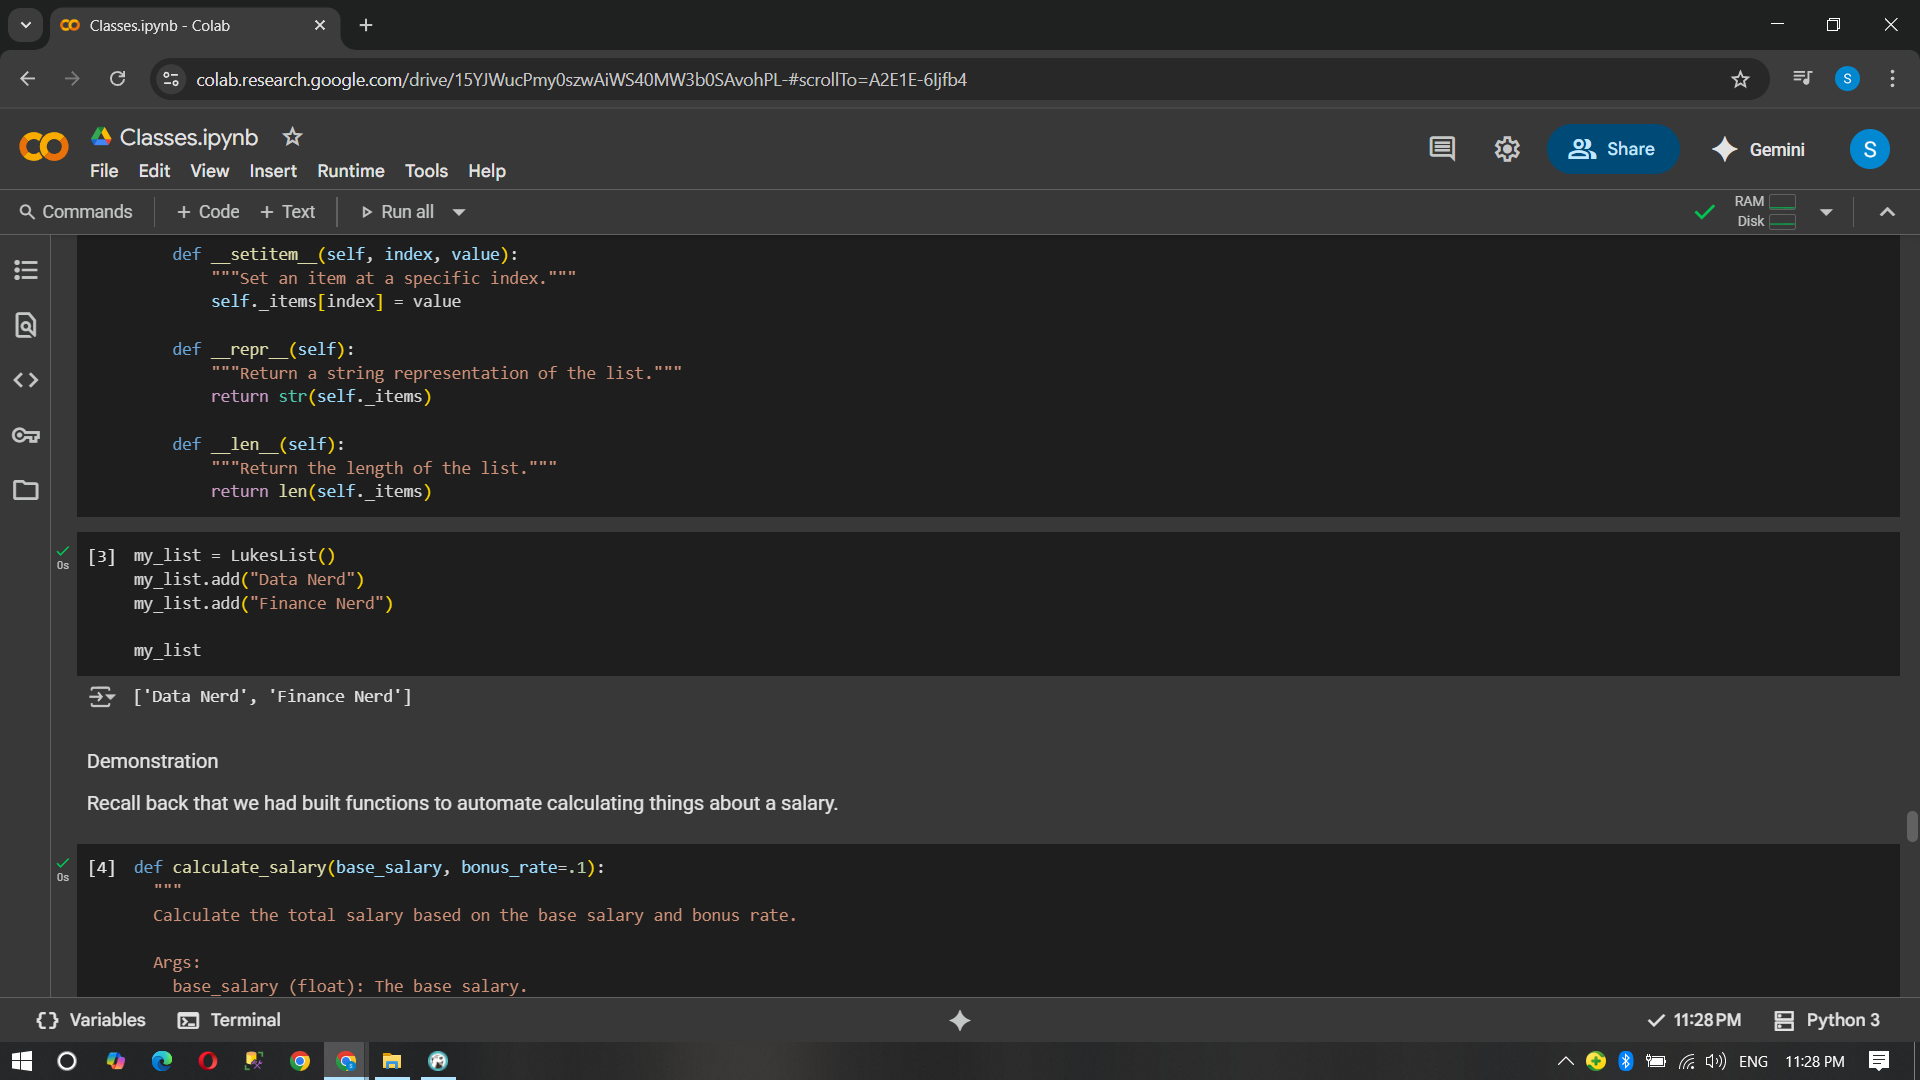 Classes.ipynb - Colab
colab.research.google.com/drive/15YJWucPmy0szwAiWS40MW3b0SAvohPL-#scrollTo=A2E1E-6Ijfb4
S
Classes.ipynb
File Edit View Insert Runtime Tools Help
Share
Gemini
S
Commands
+ Code
+ Text
Run all
RAM
Disk
def __setitem__(self, index, value):
"""Set an item at a specific index."""
self._items[index] = value
def __repr__(self):
"""Return a string representation of the list."""
return str(self._items)
def __len__(self):
"""Return the length of the list."""
return len(self._items)
0s
[3]
my_list = LukesList()
my_list.add("Data Nerd")
my_list.add("Finance Nerd")
my_list
['Data Nerd', 'Finance Nerd']
Demonstration
Recall back that we had built functions to automate calculating things about a salary.
0s
[4]
def calculate_salary(base_salary, bonus_rate=.1):
"""
Calculate the total salary based on the base salary and bonus rate.
Args:
base_salary (float): The base salary.
{} Variables
Terminal
11:28 PM
Python 3
ENG
11:28 PM